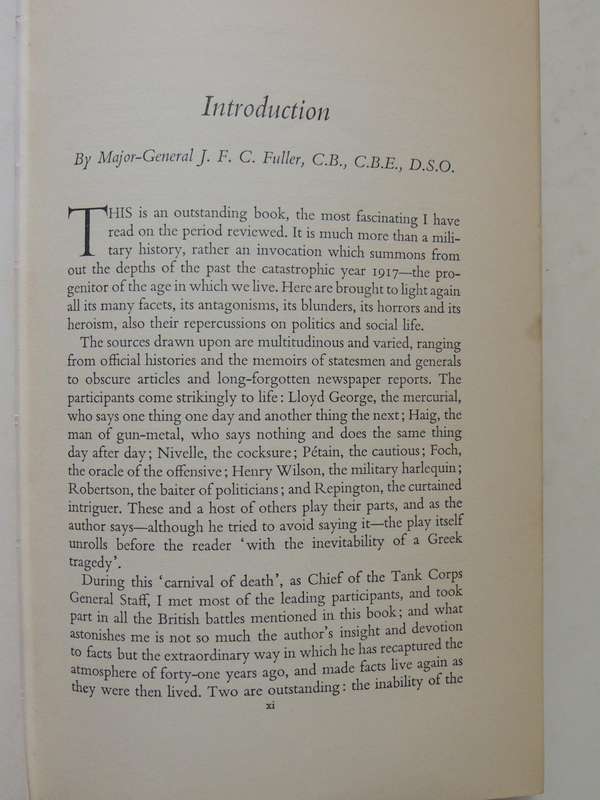 Introduction
By Major-General J. F. C. Fuller, C.B., C.B.E., D.S.O.
THIS is an outstanding book, the most fascinating I have
read on the period reviewed. It is much more than a mili-
tary history, rather an invocation which summons from
out the depths of the past the catastrophic year 1917—the pro-
genitor of the age in which we live. Here are brought to light again
all its many facets, its antagonisms, its blunders, its horrors and its
heroism, also their repercussions on politics and social life.
The sources drawn upon are multitudinous and varied, ranging
from official histories and the memoirs of statesmen and generals
to obscure articles and long-forgotten newspaper reports. The
participants come strikingly to life: Lloyd George, the mercurial,
who says one thing one day and another thing the next; Haig, the
man of gun-metal, who says nothing and does the same thing
day after day; Nivelle, the cocksure; Pétain, the cautious; Foch,
the oracle of the offensive; Henry Wilson, the military harlequin;
Robertson, the baiter of politicians; and Repington, the curtained
intriguer. These and a host of others play their parts, and as the
author says—although he tried to avoid saying it—the play itself
unrolls before the reader ‘with the inevitability of a Greek
tragedy’.
During this ‘carnival of death’, as Chief of the Tank Corps
General Staff, I met most of the leading participants, and took
part in all the British battles mentioned in this book; and what
astonishes me is not so much the author’s insight and devotion
to facts but the extraordinary way in which he has recaptured the
atmosphere of forty-one years ago, and made facts live again as
they were then lived. Two are outstanding: the inability of the
xi